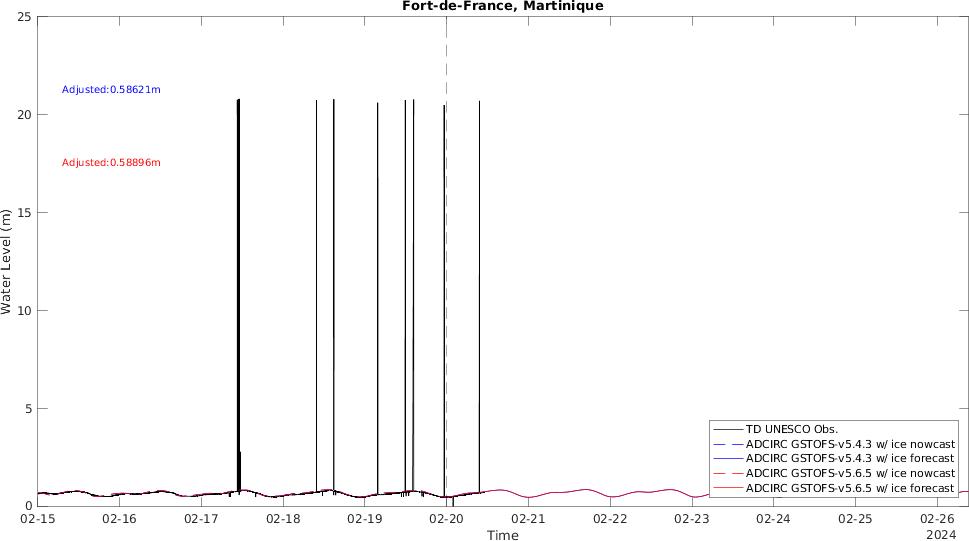 Fort-de-France, Martinique
25
20
15
10
5
0
Water Level (m)
Adjusted:0.58621m
Adjusted:0.58896m
TD UNESCO Obs.
ADCIRC GSTOFS-v5.4.3 w/ ice nowcast
ADCIRC GSTOFS-v5.4.3 w/ ice forecast
ADCIRC GSTOFS-v5.6.5 w/ ice nowcast
ADCIRC GSTOFS-v5.6.5 w/ ice forecast
02-15 02-16 02-17 02-18 02-19 02-20 02-21 02-22 02-23 02-24 02-25 02-26
2024
Time